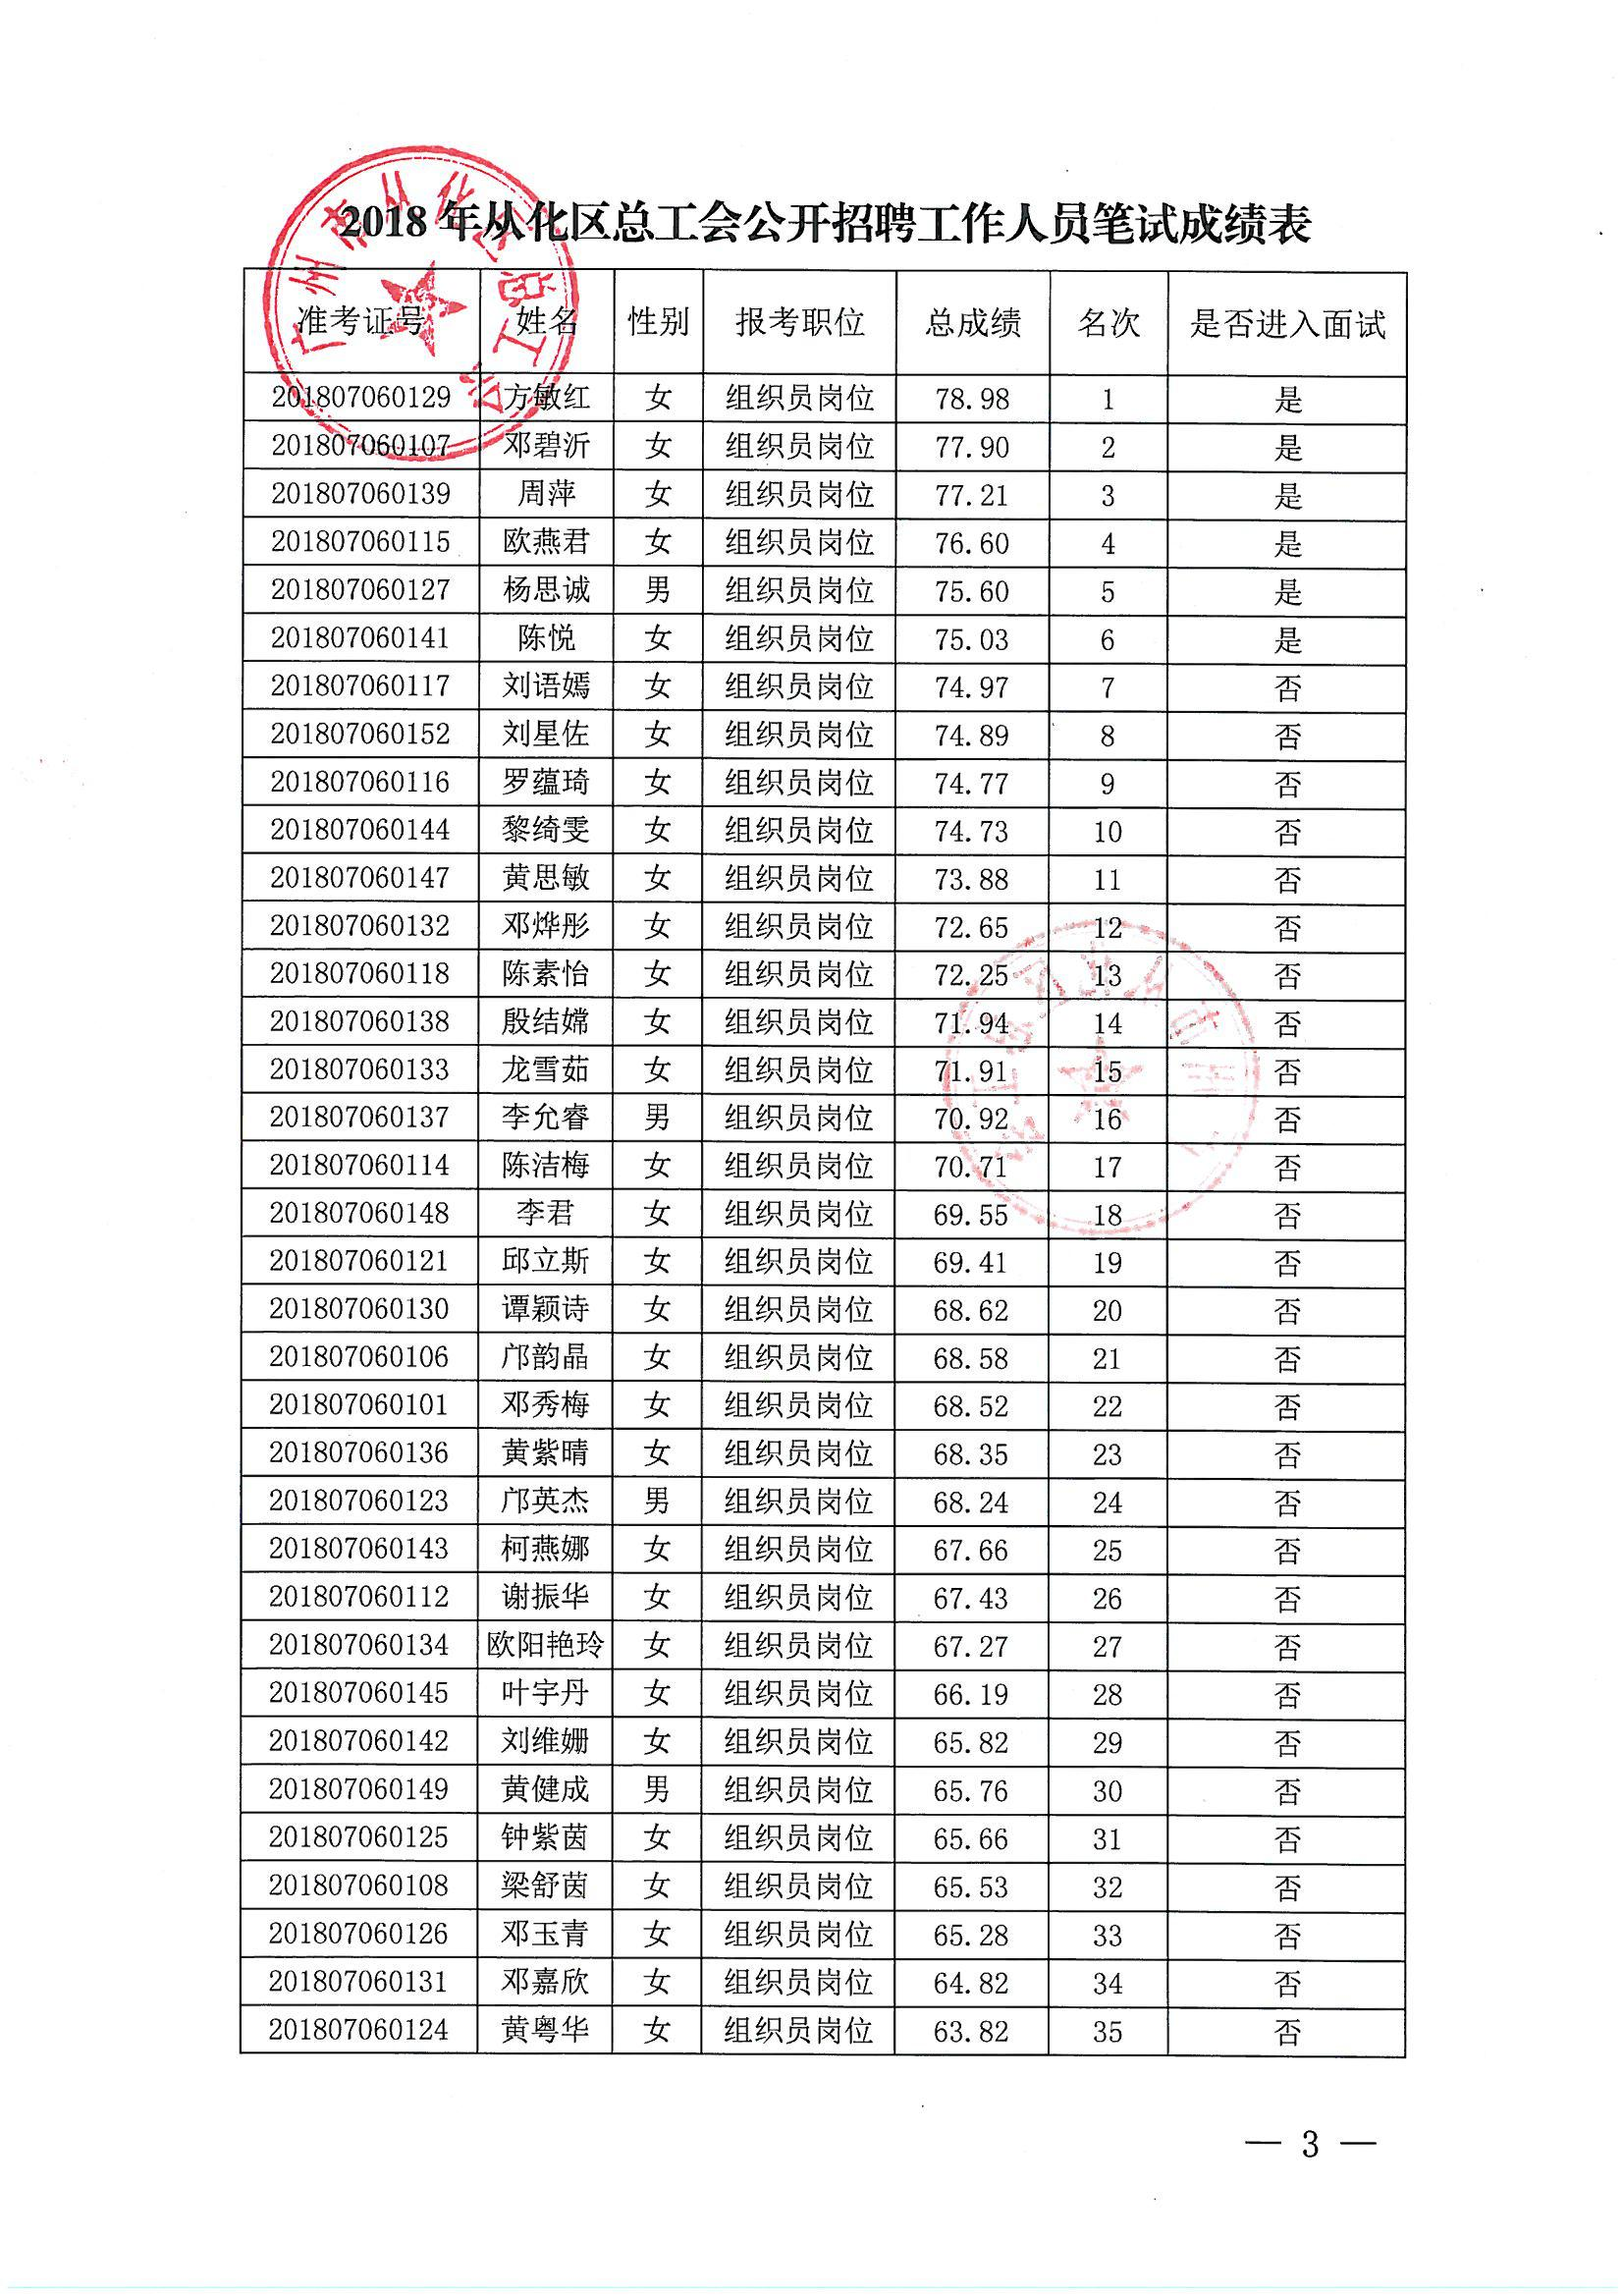 2018年从化区总工会公开招聘工作人员笔试成绩表
准考证号 姓名 性别 报考职位 总成绩 名次 是否进入面试
201807060129 方敏红 女 组织员岗位 78.98 1 是
201807060107 邓碧沂 女 组织员岗位 77.90 2 是
201807060139 周萍 女 组织员岗位 77.21 3 是
201807060115 欧燕君 女 组织员岗位 76.60 4 是
201807060127 杨思诚 男 组织员岗位 75.60 5 是
201807060141 陈悦 女 组织员岗位 75.03 6 是
201807060117 刘语嫣 女 组织员岗位 74.97 7 否
201807060152 刘星佐 女 组织员岗位 74.89 8 否
201807060116 罗蕴琦 女 组织员岗位 74.77 9 否
201807060144 黎绮雯 女 组织员岗位 74.73 10 否
201807060147 黄思敏 女 组织员岗位 73.88 11 否
201807060132 邓烨彤 女 组织员岗位 72.65 12 否
201807060118 陈素怡 女 组织员岗位 72.25 13 否
201807060138 殷结嫦 女 组织员岗位 71.94 14 否
201807060133 龙雪茹 女 组织员岗位 71.91 15 否
201807060137 李允睿 男 组织员岗位 70.92 16 否
201807060114 陈洁梅 女 组织员岗位 70.71 17 否
201807060148 李君 女 组织员岗位 69.55 18 否
201807060121 邱立斯 女 组织员岗位 69.41 19 否
201807060130 谭颖诗 女 组织员岗位 68.62 20 否
201807060106 邝韵晶 女 组织员岗位 68.58 21 否
201807060101 邓秀梅 女 组织员岗位 68.52 22 否
201807060136 黄紫晴 女 组织员岗位 68.35 23 否
201807060123 邝英杰 男 组织员岗位 68.24 24 否
201807060143 柯燕娜 女 组织员岗位 67.66 25 否
201807060112 谢振华 女 组织员岗位 67.43 26 否
201807060134 欧阳艳玲 女 组织员岗位 67.27 27 否
201807060145 叶宇丹 女 组织员岗位 66.19 28 否
201807060142 刘维姗 女 组织员岗位 65.82 29 否
201807060149 黄健成 男 组织员岗位 65.76 30 否
201807060125 钟紫茵 女 组织员岗位 65.66 31 否
201807060108 梁舒茵 女 组织员岗位 65.53 32 否
201807060126 邓玉青 女 组织员岗位 65.28 33 否
201807060131 邓嘉欣 女 组织员岗位 64.82 34 否
201807060124 黄粤华 女 组织员岗位 63.82 35 否
— 3 —
广州市从化区总工会